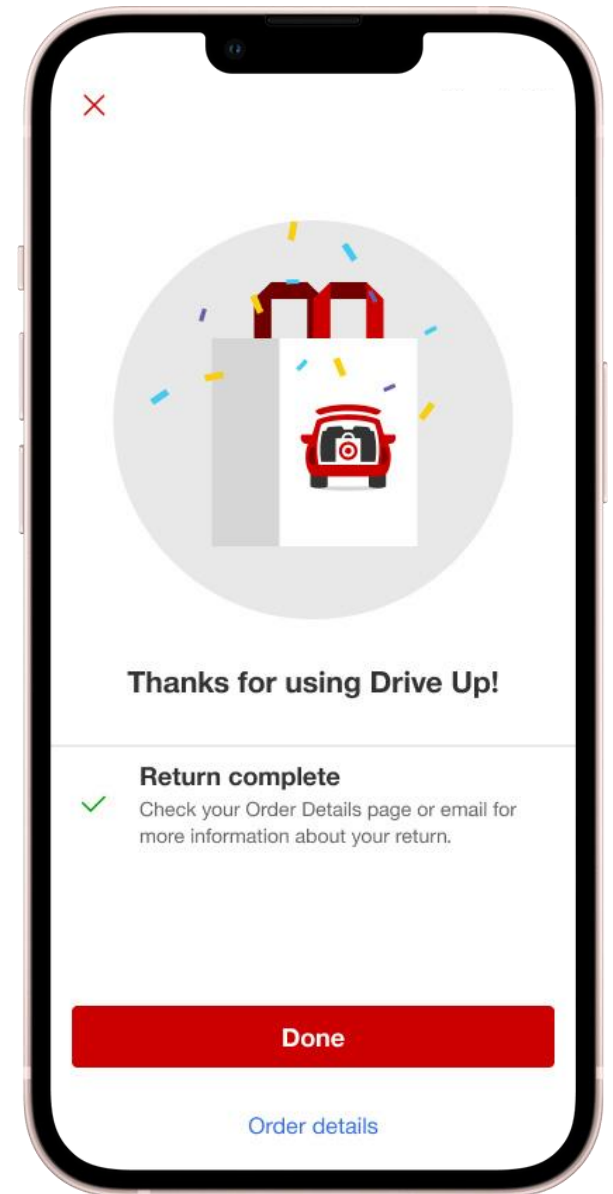 Thanks for using Drive Up!
Return complete
Check your Order Details page or email for
more information about your return.
Done
Order details